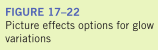 FIGURE 17–22
Picture effects options for glow
variations